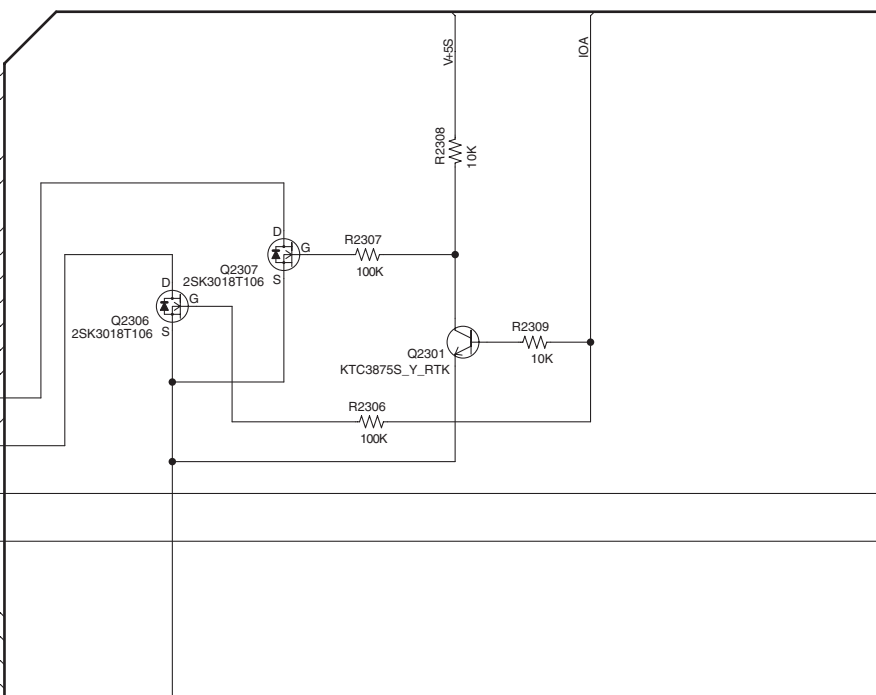 V+5S
IOA
R2308
10K
D
G
R2307
100K
Q2307
2SK3018T106
S
D
G
Q2306
2SK3018T106
S
R2309
10K
Q2301
KTC3875S_Y_RTK
R2306
100K